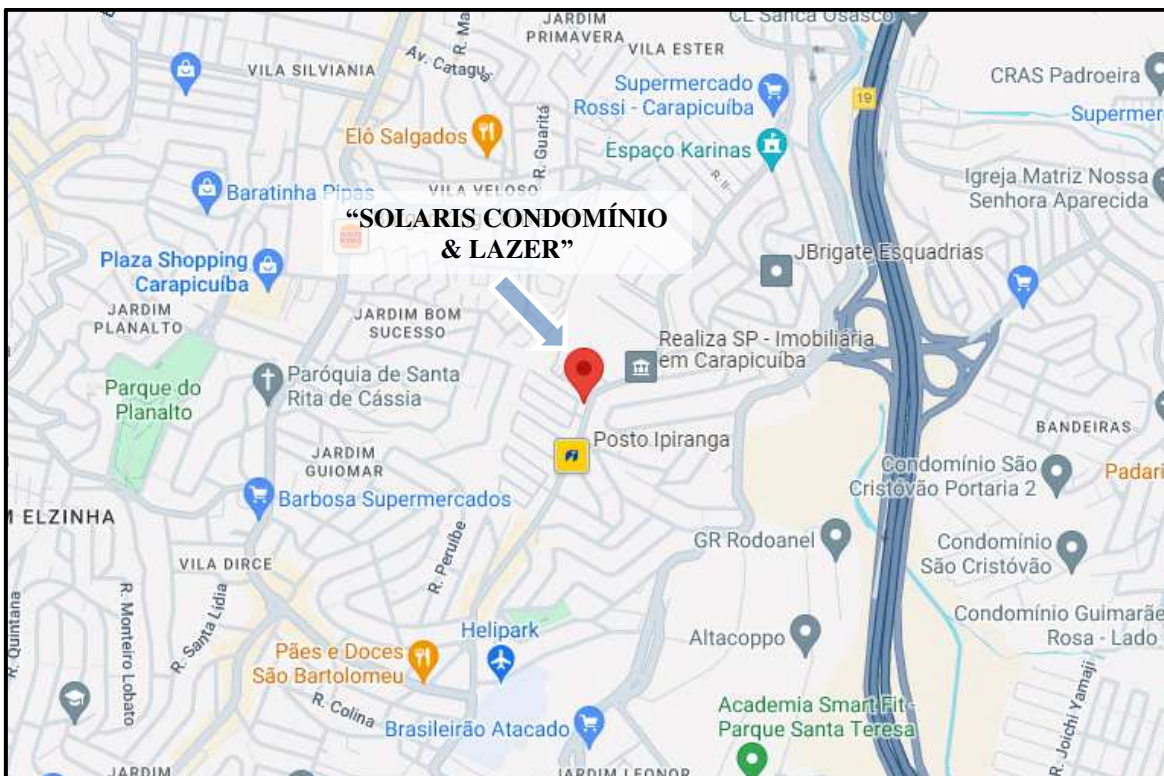 JARDIM
PRIMAVERA
CL Sanca Osasco
VILA ESTER
R. Ma
Av. Catagu
VILA SILVIANIA
CRAS Padroeira
Supermercado
Rossi - Carapicuíba
19
Supermer
Elô Salgados
R. Guaritá
Espaço Karinas
R. II
Igreja Matriz Nossa
Senhora Aparecida
Baratinha Pipas
VILA VELOSO
“SOLARIS CONDOMÍNIO
& LAZER”
Plaza Shopping
Carapicuíba
JBrigate Esquadrias
JARDIM
PLANALTO
JARDIM BOM
SUCESSO
Realiza SP - Imobiliária
em Carapicuíba
Parque do
Planalto
Paróquia de Santa
Rita de Cássia
Posto Ipiranga
BANDEIRAS
JARDIM
GUIOMAR
Condomínio São
Cristóvão Portaria 2
Padari
Barbosa Supermercados
M ELZINHA
GR Rodoanel
Condomínio
São Cristóvão
VILA DIRCE
R. Peruíbe
R. Quintana
R. Monteiro Lobato
R. Santa Lídia
Helipark
Altacoppo
Condomínio Guimarãe
Rosa - Lado
Pães e Doces
São Bartolomeu
R. Colina
Brasileirão Atacado
Academia Smart Fit -
Parque Santa Teresa
R. Joichi Yamaji
JARDIM
JARDIM LEONOR